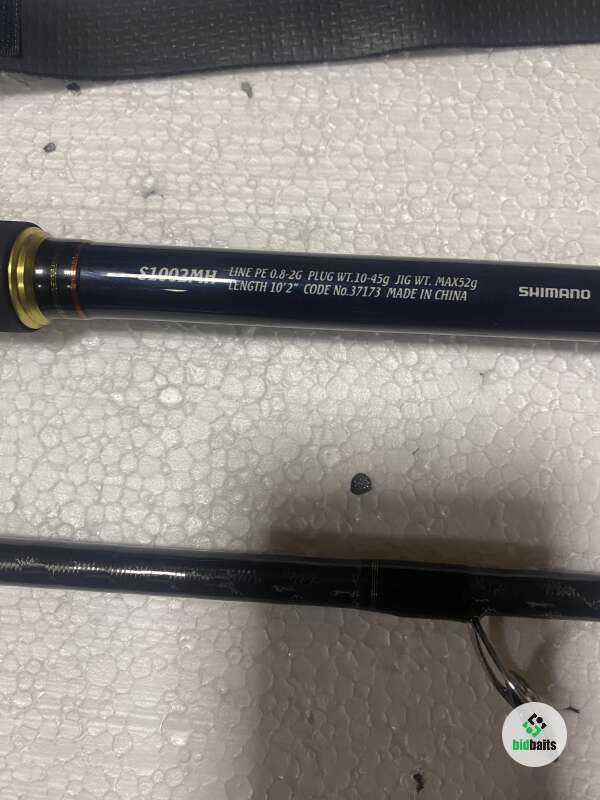 S1002MH LINE PE 0.8-2G PLUG WT.10-45g JIG WT. MAX52g
LENGTH 10'2" CODE No.37173 MADE IN CHINA
SHIMANO
bidbaits